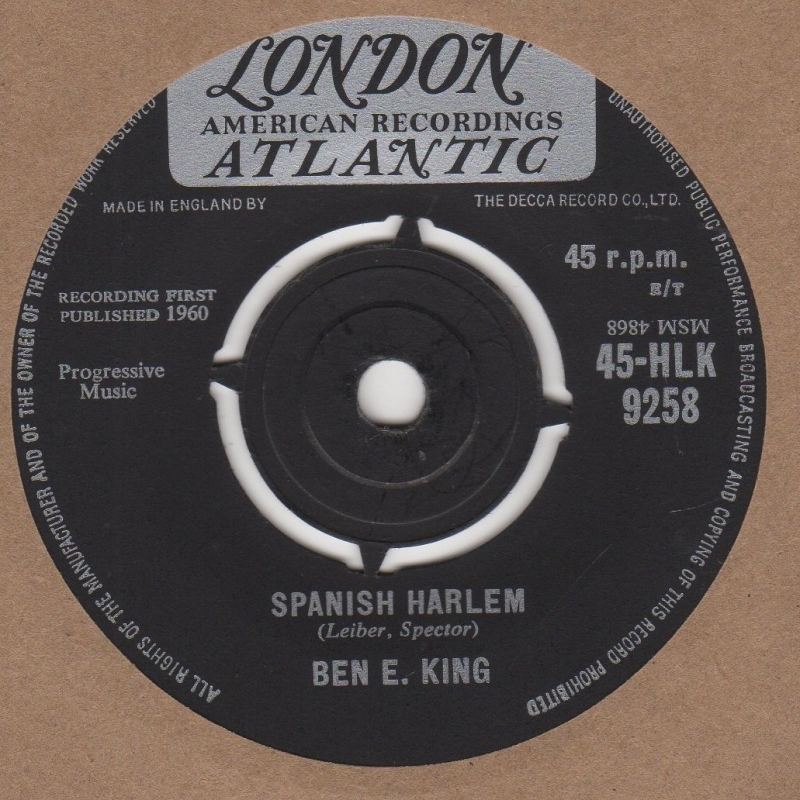 LONDON
AMERICAN RECORDINGS
ATLANTIC
MADE IN ENGLAND BY
THE DECCA RECORD CO., LTD.
45 r.p.m.
R/T
RECORDING FIRST
PUBLISHED 1960
MSM 4868
45-HLK
9258
Progressive
Music
SPANISH HARLEM
(Leiber, Spector)
BEN E. KING
ALL RIGHTS OF THE MANUFACTURER AND OF THE OWNER OF THE RECORDED WORK RESERVED
UNAUTHORISED PUBLIC PERFORMANCE BROADCASTING AND COPYING OF THIS RECORD PROHIBITED